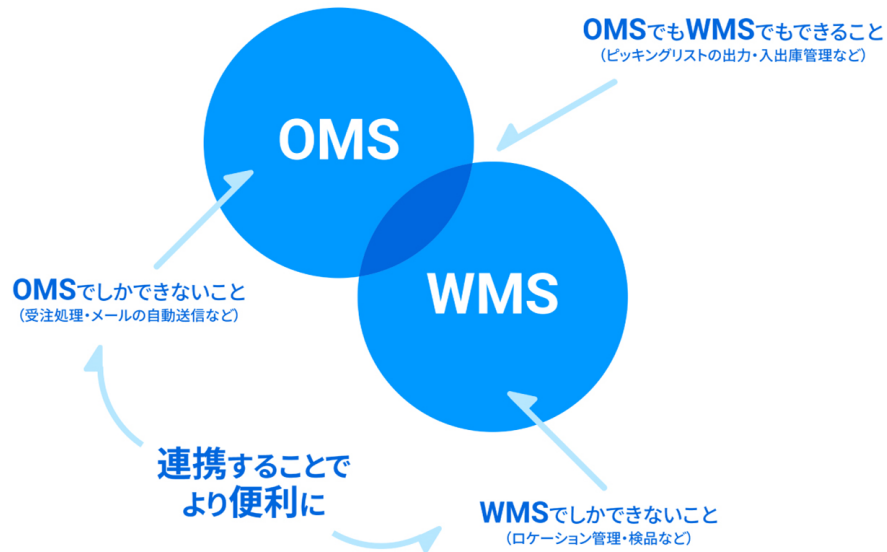 OMSでもWMSでもできること
（ピッキングリストの出力・入出庫管理など）
OMS
WMS
OMSでしかできないこと
（受注処理・メールの自動送信など）
連携することで
より便利に
WMSでしかできないこと
（ロケーション管理・検品など）